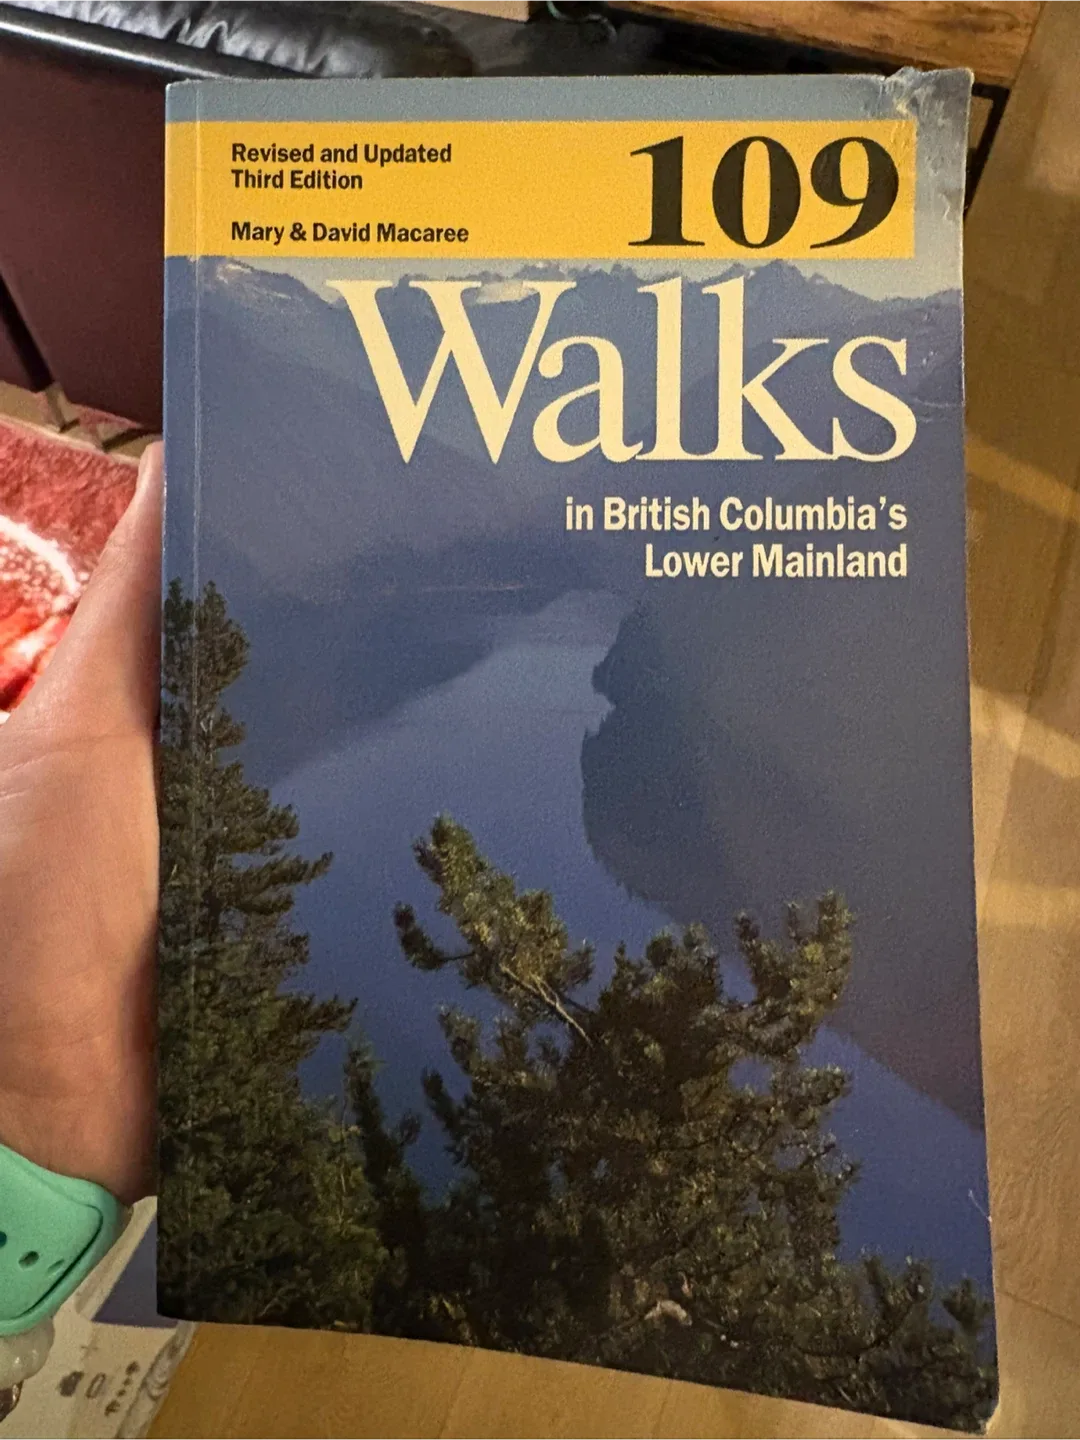 Revised and Updated
Third Edition
Mary & David Macaree
109
Walks
in British Columbia's
Lower Mainland